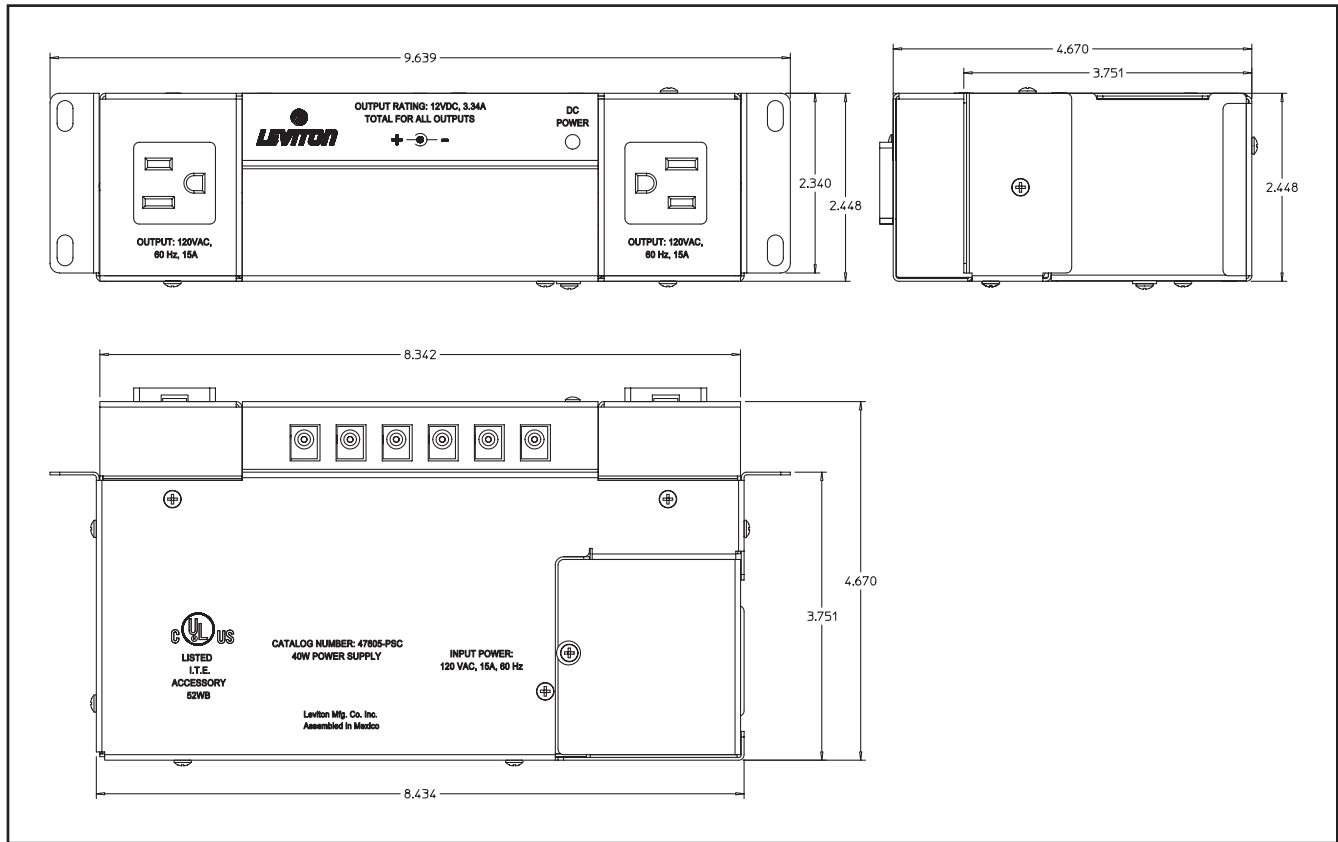 9.639
4.670
3.751
LEVITON
OUTPUT RATING: 12VDC, 3.34A
TOTAL FOR ALL OUTPUTS
+ -
DC
POWER
OUTPUT: 120VAC,
60 Hz, 15A
OUTPUT: 120VAC,
60 Hz, 15A
2.340
2.448
2.448
8.342
C UL US
LISTED
I.T.E.
ACCESSORY
52WB
CATALOG NUMBER: 47605-PSC
40W POWER SUPPLY
INPUT POWER:
120 VAC, 15A, 60 Hz
Leviton Mfg. Co. Inc.
Assembled in Mexico
4.670
3.751
8.434